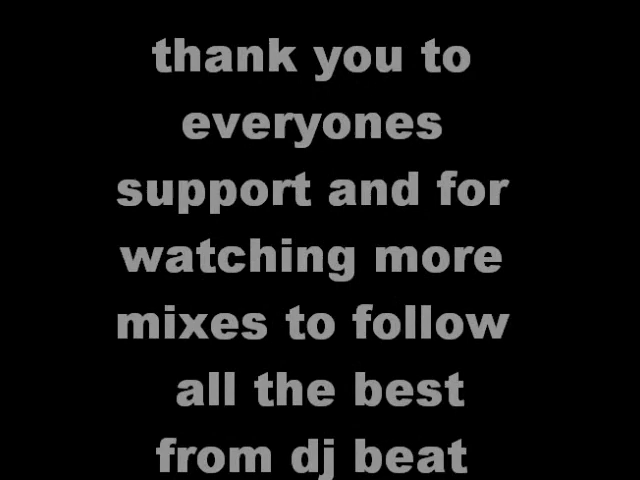 thank you to
everyones
support and for
watching more
mixes to follow
all the best
from dj beat